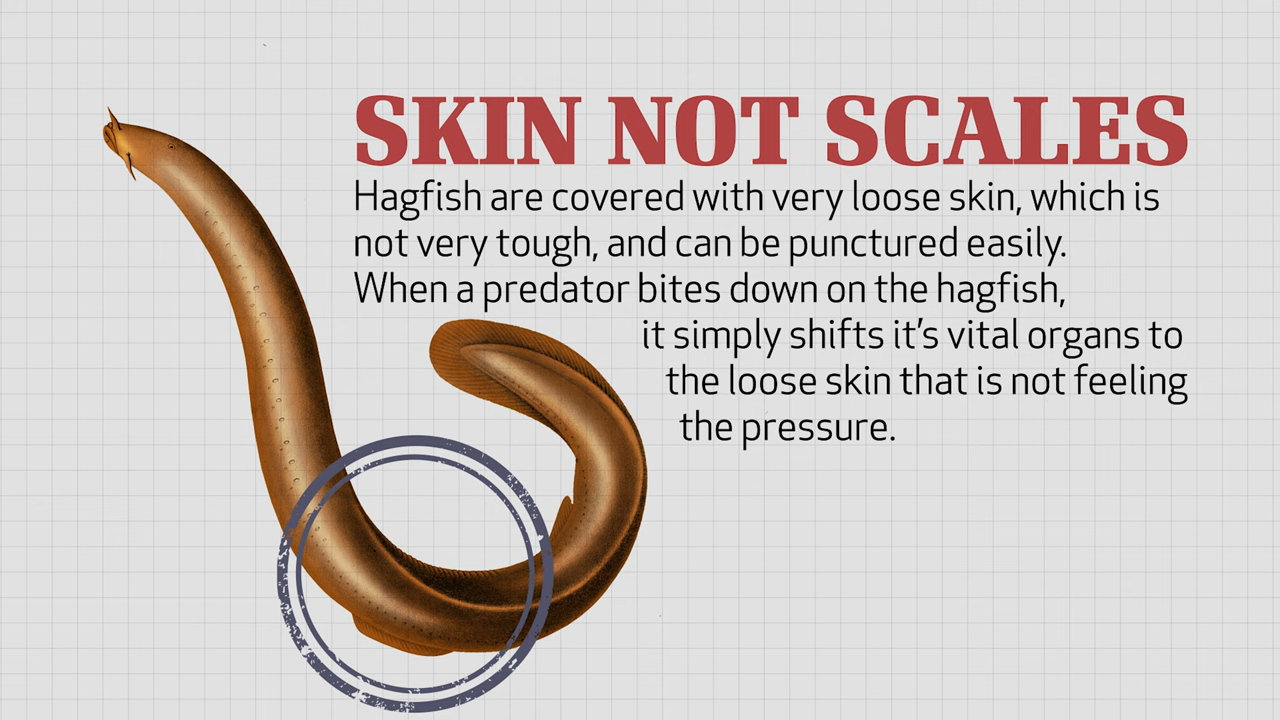 SKIN NOT SCALES
Hagfish are covered with very loose skin, which is
not very tough, and can be punctured easily.
When a predator bites down on the hagfish,
it simply shifts it’s vital organs to
the loose skin that is not feeling
the pressure.